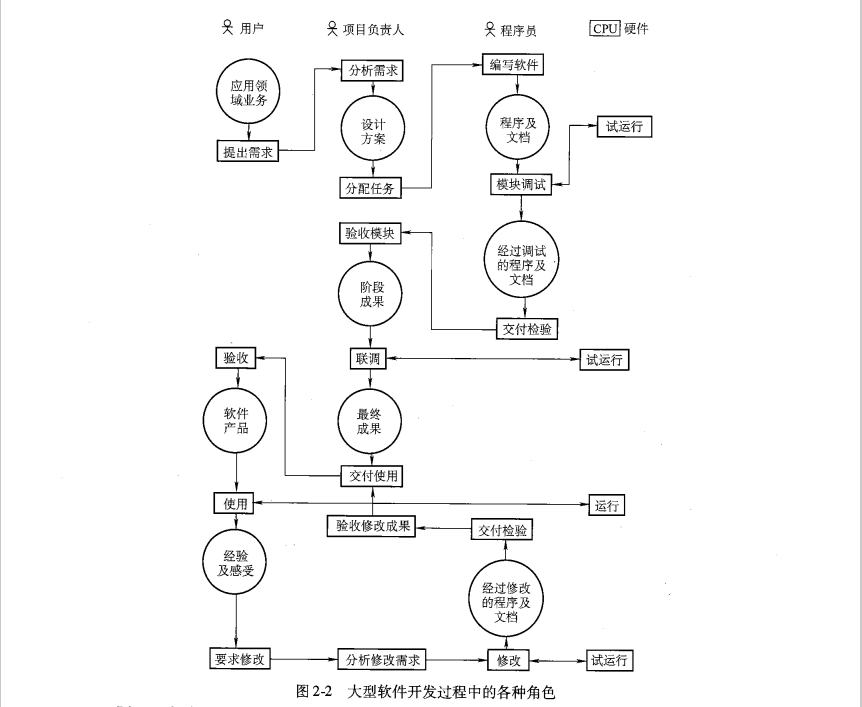 用户
项目负责人
程序员
CPU 硬件
应用领
域业务
提出需求
分析需求
设计
方案
分配任务
编写软件
程序及
文档
试运行
模块调试
经过调试
的程序及
文档
交付检验
验收模块
阶段
成果
联调
试运行
最终
成果
交付使用
验收
软件
产品
使用
运行
经验
及感受
要求修改
分析修改需求
修改
试运行
经过修改
的程序及
文档
交付检验
验收修改成果
图2-2 大型软件开发过程中的各种角色